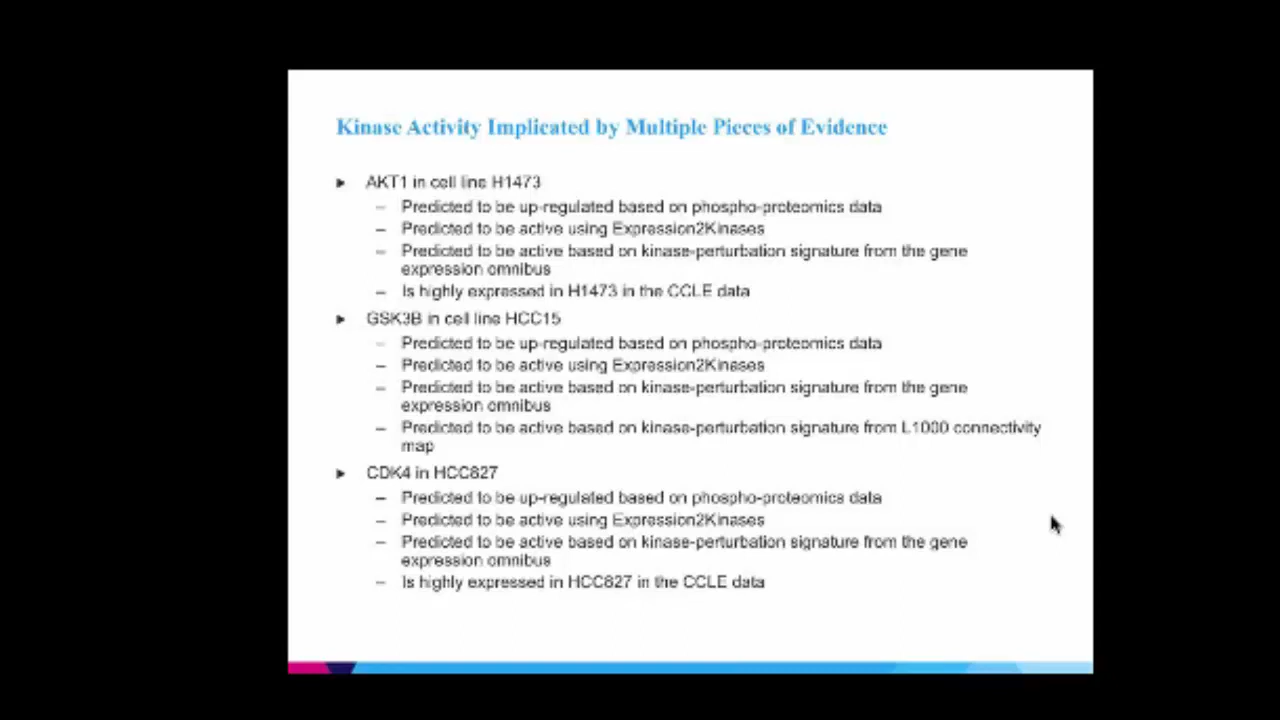 Kinase Activity Implicated by Multiple Pieces of Evidence
► AKT1 in cell line H1473
– Predicted to be up-regulated based on phospho-proteomics data
– Predicted to be active using Expression2Kinases
– Predicted to be active based on kinase-perturbation signature from the gene
expression omnibus
– Is highly expressed in H1473 in the CCLE data
► GSK3B in cell line HCC15
– Predicted to be up-regulated based on phospho-proteomics data
– Predicted to be active using Expression2Kinases
– Predicted to be active based on kinase-perturbation signature from the gene
expression omnibus
– Predicted to be active based on kinase-perturbation signature from L1000 connectivity
map
► CDK4 in HCC827
– Predicted to be up-regulated based on phospho-proteomics data
– Predicted to be active using Expression2Kinases
– Predicted to be active based on kinase-perturbation signature from the gene
expression omnibus
– Is highly expressed in HCC827 in the CCLE data